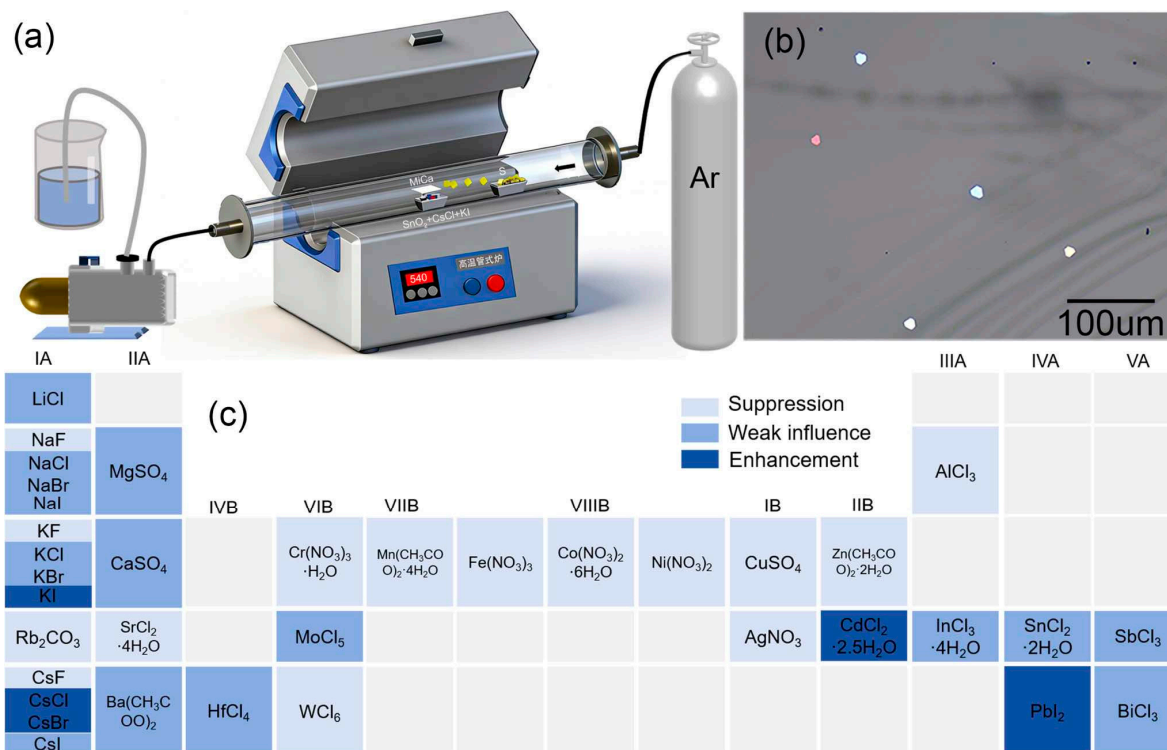 (a)
(b)
MiCa
S
SnO2+CsCl+KI
540
高温管式炉
Ar
100um
IA
IIA
IIIA
IVA
VA
(c)
Suppression
Weak influence
Enhancement
LiCl
NaF
NaCl
NaBr
NaI
MgSO4
AlCl3
IVB
VIB
VIIB
VIIIB
IB
IIB
KF
KCl
KBr
KI
CaSO4
Cr(NO3)3
·H2O
Mn(CH3CO
O)2·4H2O
Fe(NO3)3
Co(NO3)2
·6H2O
Ni(NO3)2
CuSO4
Zn(CH3CO
O)2·2H2O
Rb2CO3
SrCl2
·4H2O
MoCl5
AgNO3
CdCl2
·2.5H2O
InCl3
·4H2O
SnCl2
·2H2O
SbCl3
CsF
CsCl
CsBr
CsI
Ba(CH3C
OO)2
HfCl4
WCl6
PbI2
BiCl3